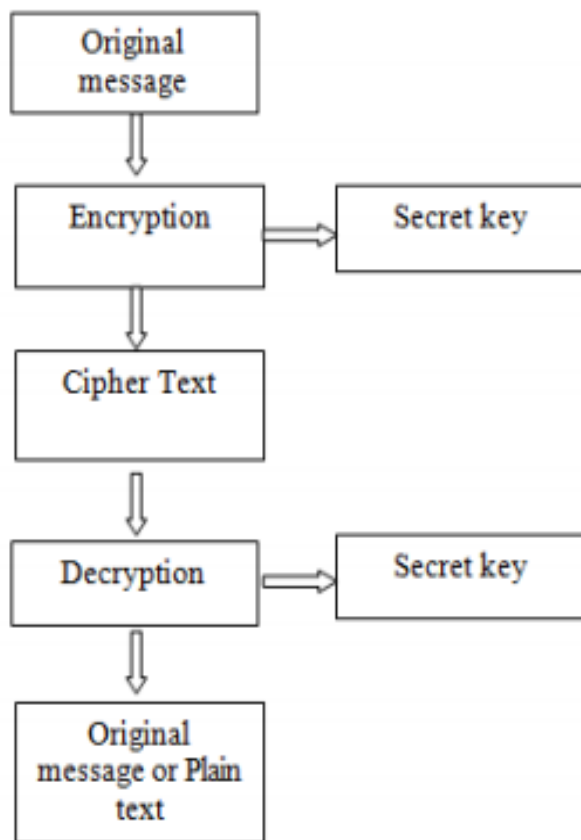 Original
message
Encryption
Secret key
Cipher Text
Decryption
Secret key
Original
message or Plain
text